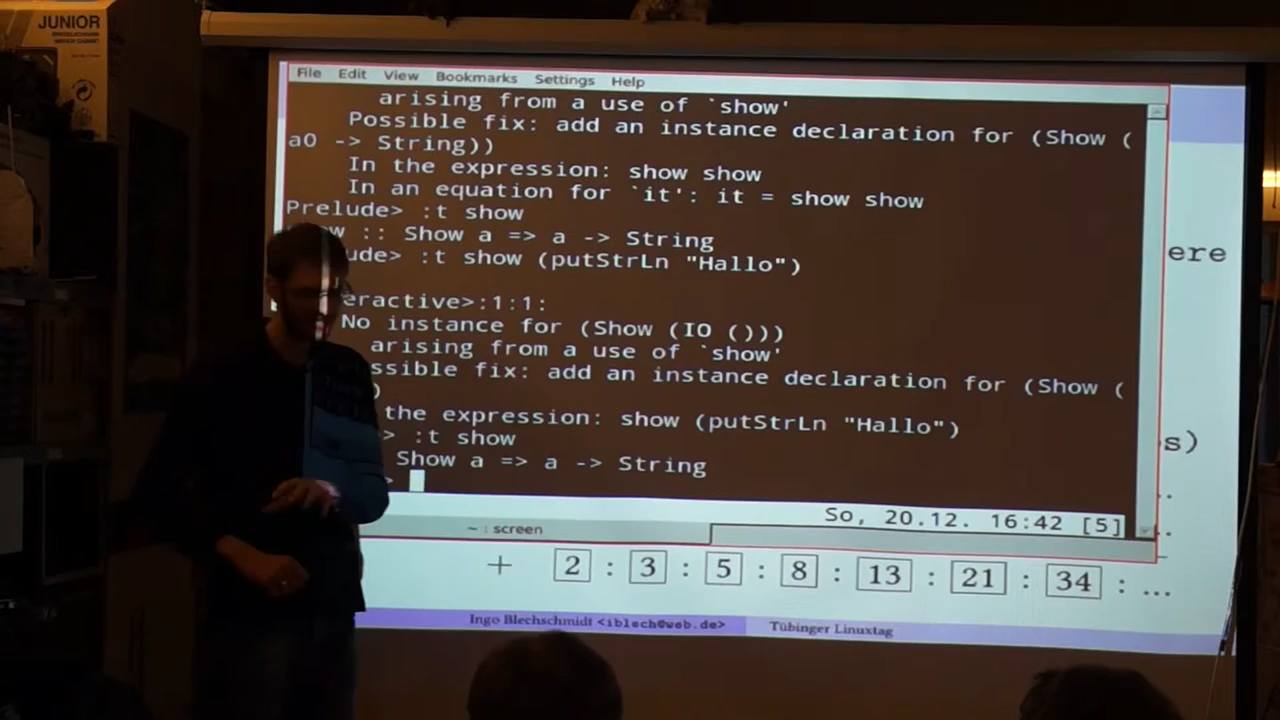 JUNIOR
File Edit View Bookmarks Settings Help
arising from a use of `show'
Possible fix: add an instance declaration for (Show (
a0 -> String))
In the expression: show show
In an equation for `it': it = show show
Prelude> :t show
w :: Show a => a -> String
ude> :t show (putStrLn "Hallo")
ere
eractive>:1:1:
No instance for (Show (IO ()))
arising from a use of `show'
ssible fix: add an instance declaration for (Show (
)
the expression: show (putStrLn "Hallo")
> :t show
s)
Show a => a -> String
>
So, 20.12. 16:42 [5]
~ : screen
+ 2 : 3 : 5 : 8 : 13 : 21 : 34 : ...
Ingo Blechschmidt <iblech@web.de> Tübinger Linuxtag